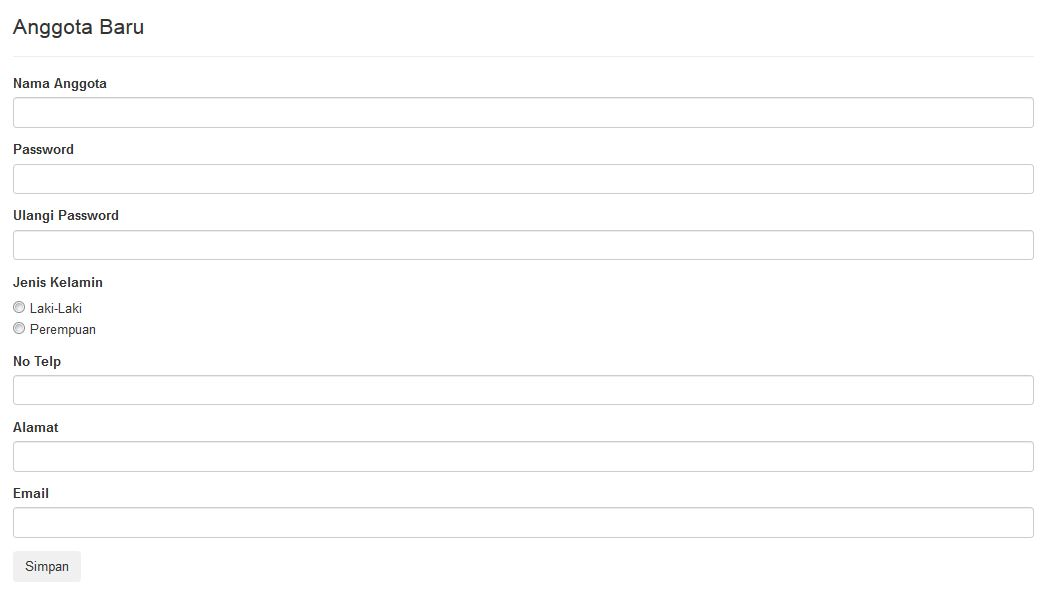 Anggota Baru
Nama Anggota
Password
Ulangi Password
Jenis Kelamin
Laki-Laki
Perempuan
No Telp
Alamat
Email
Simpan